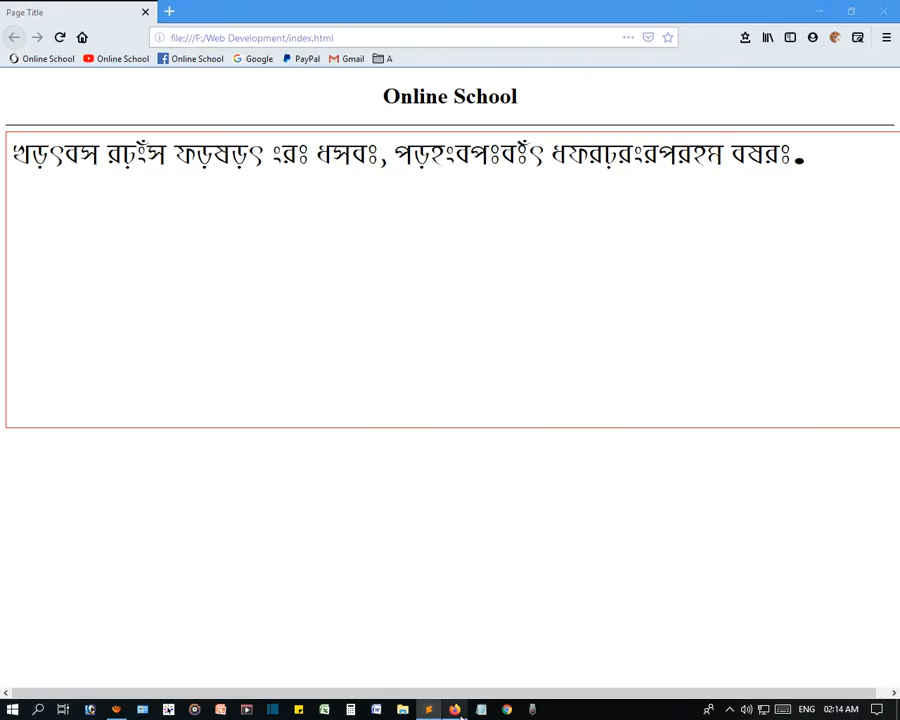 Page Title
file:///F:/Web Development/index.html
Online School
Online School
Online School
Google
PayPal
Gmail
A
Online School
খড়ৎবস রঢ়ংঁস ফড়ষড়ৎ ংরঃ ধসবঃ, পড়হংবপঃবঃঁৎ ধফরঢ়রংরপরহম বষরঃ.
ENG
02:14 AM